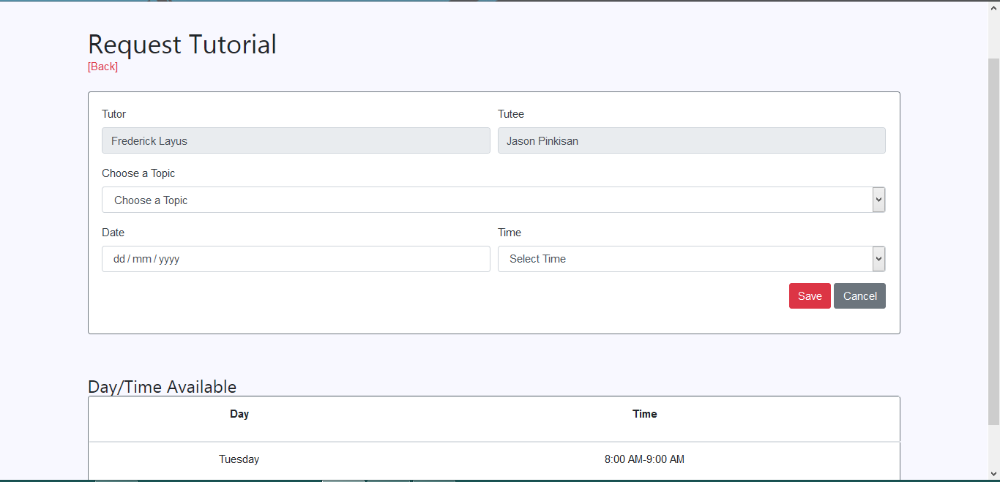 Request Tutorial
[Back]
Tutor Tutee
Frederick Layus Jason Pinkisan
Choose a Topic
Choose a Topic
Date Time
dd / mm / yyyy Select Time
Save Cancel
Day/Time Available
Day Time
Tuesday 8:00 AM-9:00 AM